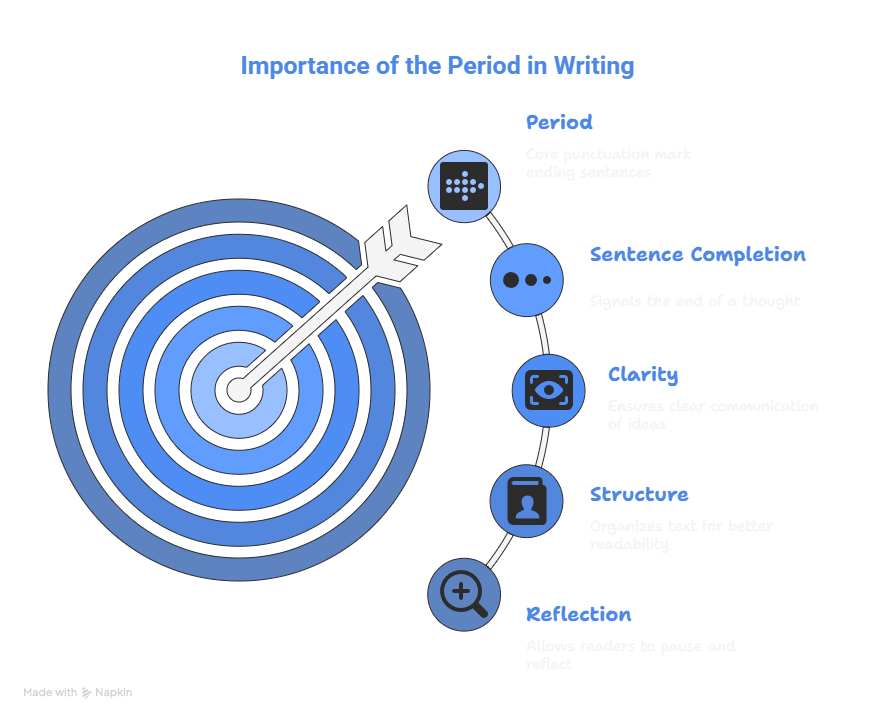 Importance of the Period in Writing
Period
Core punctuation mark
ending sentences
Sentence Completion
Signals the end of a thought
Clarity
Ensures clear communication
of ideas
Structure
Organizes text for better
readability
Reflection
Allows readers to pause and
reflect
Made with Napkin